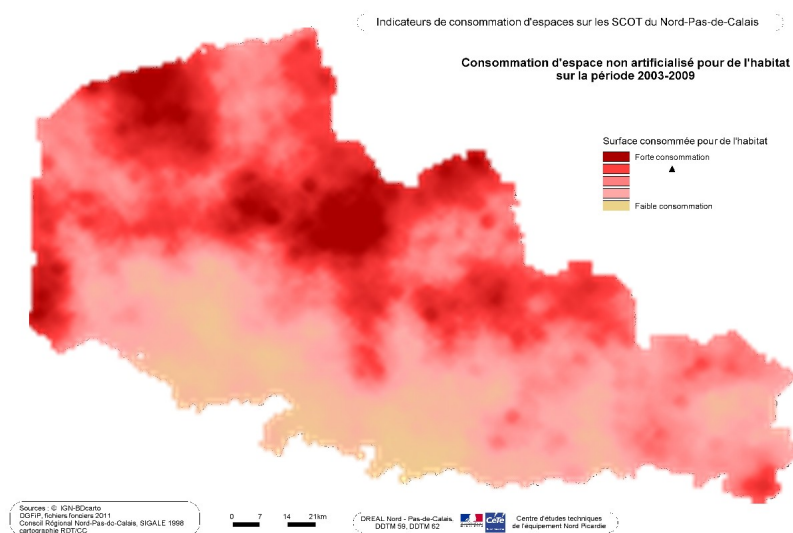 Indicateurs de consommation d'espaces sur les SCOT du Nord-Pas-de-Calais
Consommation d'espace non artificialisé pour de l'habitat
sur la période 2003-2009
Surface consommée pour de l'habitat
Forte consommation
Faible consommation
Sources : © IGN-BDcarto
DGFiP, fichiers fonciers 2011
Conseil Régional Nord-Pas-de-Calais, SIGALE 1998
cartographie RDT/CC
0 7 14 21km
DREAL Nord - Pas-de-Calais.
DDTM 59, DDTM 62
CETE
Centre d'études techniques
de l'équipement Nord Picardie